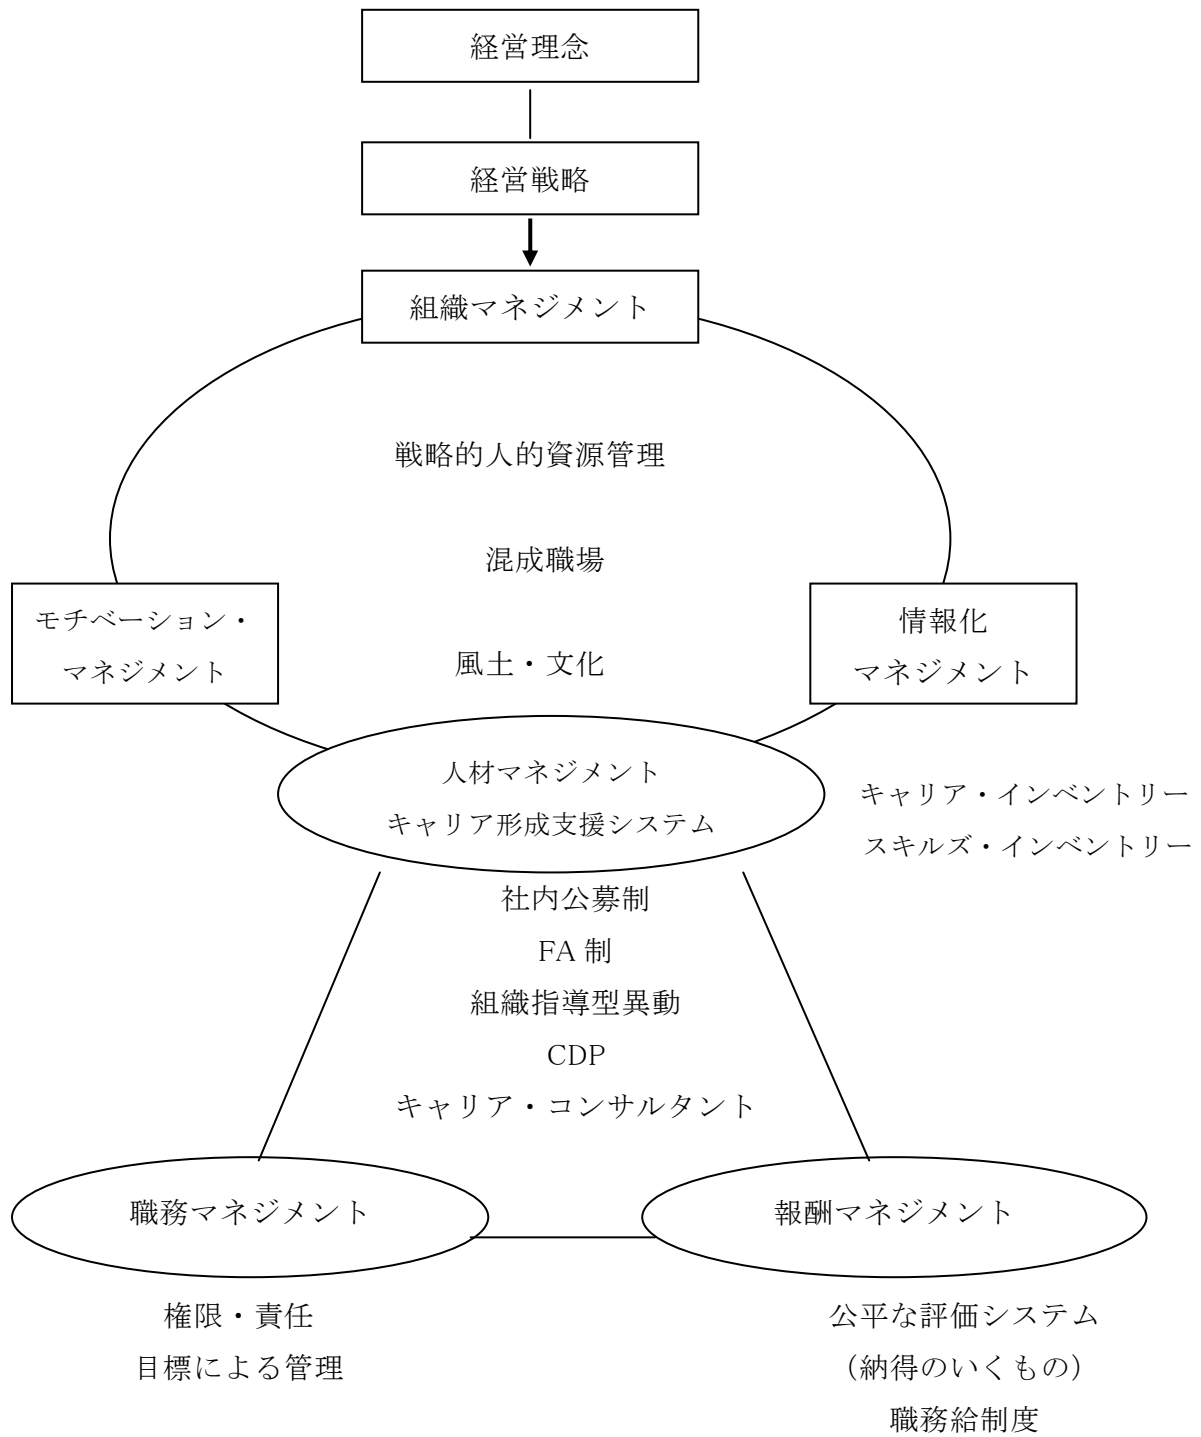 経営理念
経営戦略
組織マネジメント
戦略的人的資源管理
混成職場
モチベーション・
マネジメント
風土・文化
情報化
マネジメント
人材マネジメント
キャリア形成支援システム
キャリア・インベントリー
スキルズ・インベントリー
社内公募制
FA 制
組織指導型異動
CDP
キャリア・コンサルタント
職務マネジメント
報酬マネジメント
権限・責任
目標による管理
公平な評価システム
（納得のいくもの）
職務給制度